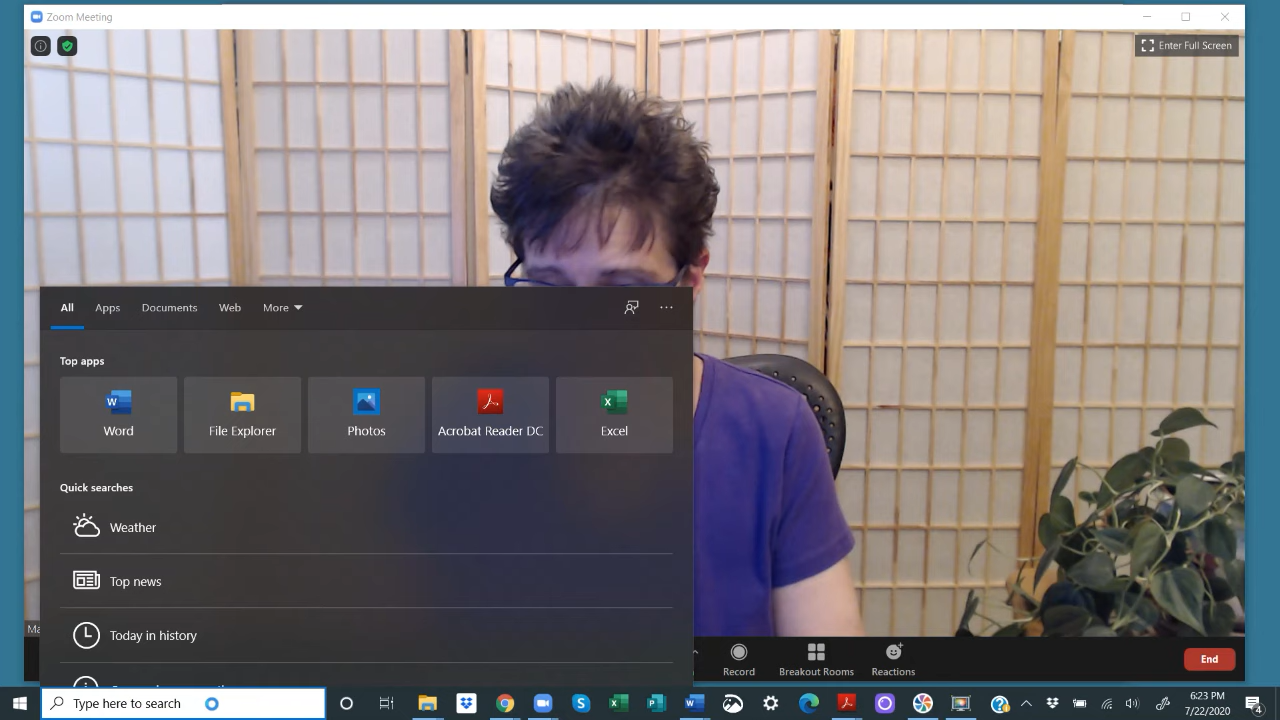 Zoom Meeting
Enter Full Screen
All Apps Documents Web More
Top apps
Word File Explorer Photos Acrobat Reader DC Excel
Quick searches
Weather
Top news
Today in history
Record Breakout Rooms Reactions End
Type here to search
6:23 PM
7/22/2020
4